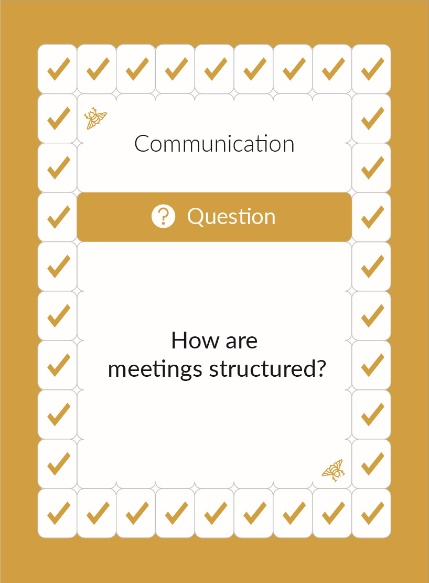 Communication
? Question
How are
meetings structured?